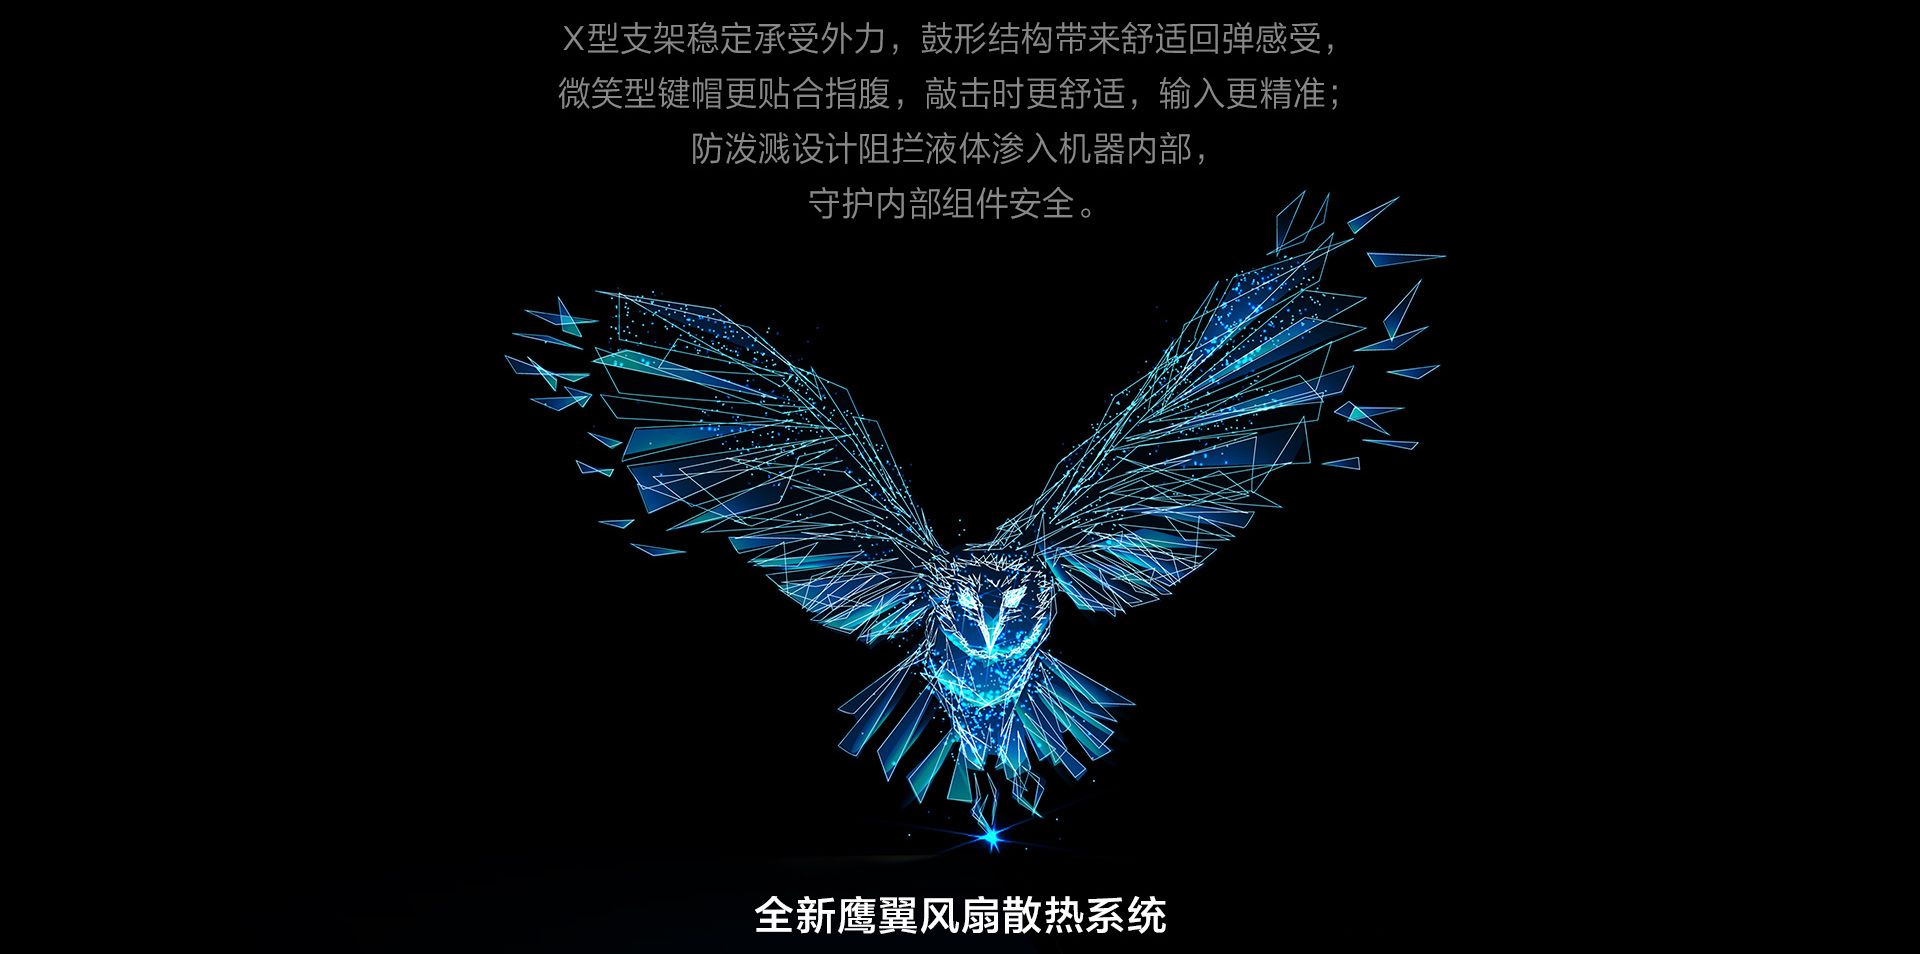 X型支架稳定承受外力，鼓形结构带来舒适回弹感受，
微笑型键帽更贴合指腹，敲击时更舒适，输入更精准；
防泼溅设计阻拦液体渗入机器内部，
守护内部组件安全。
全新鹰翼风扇散热系统